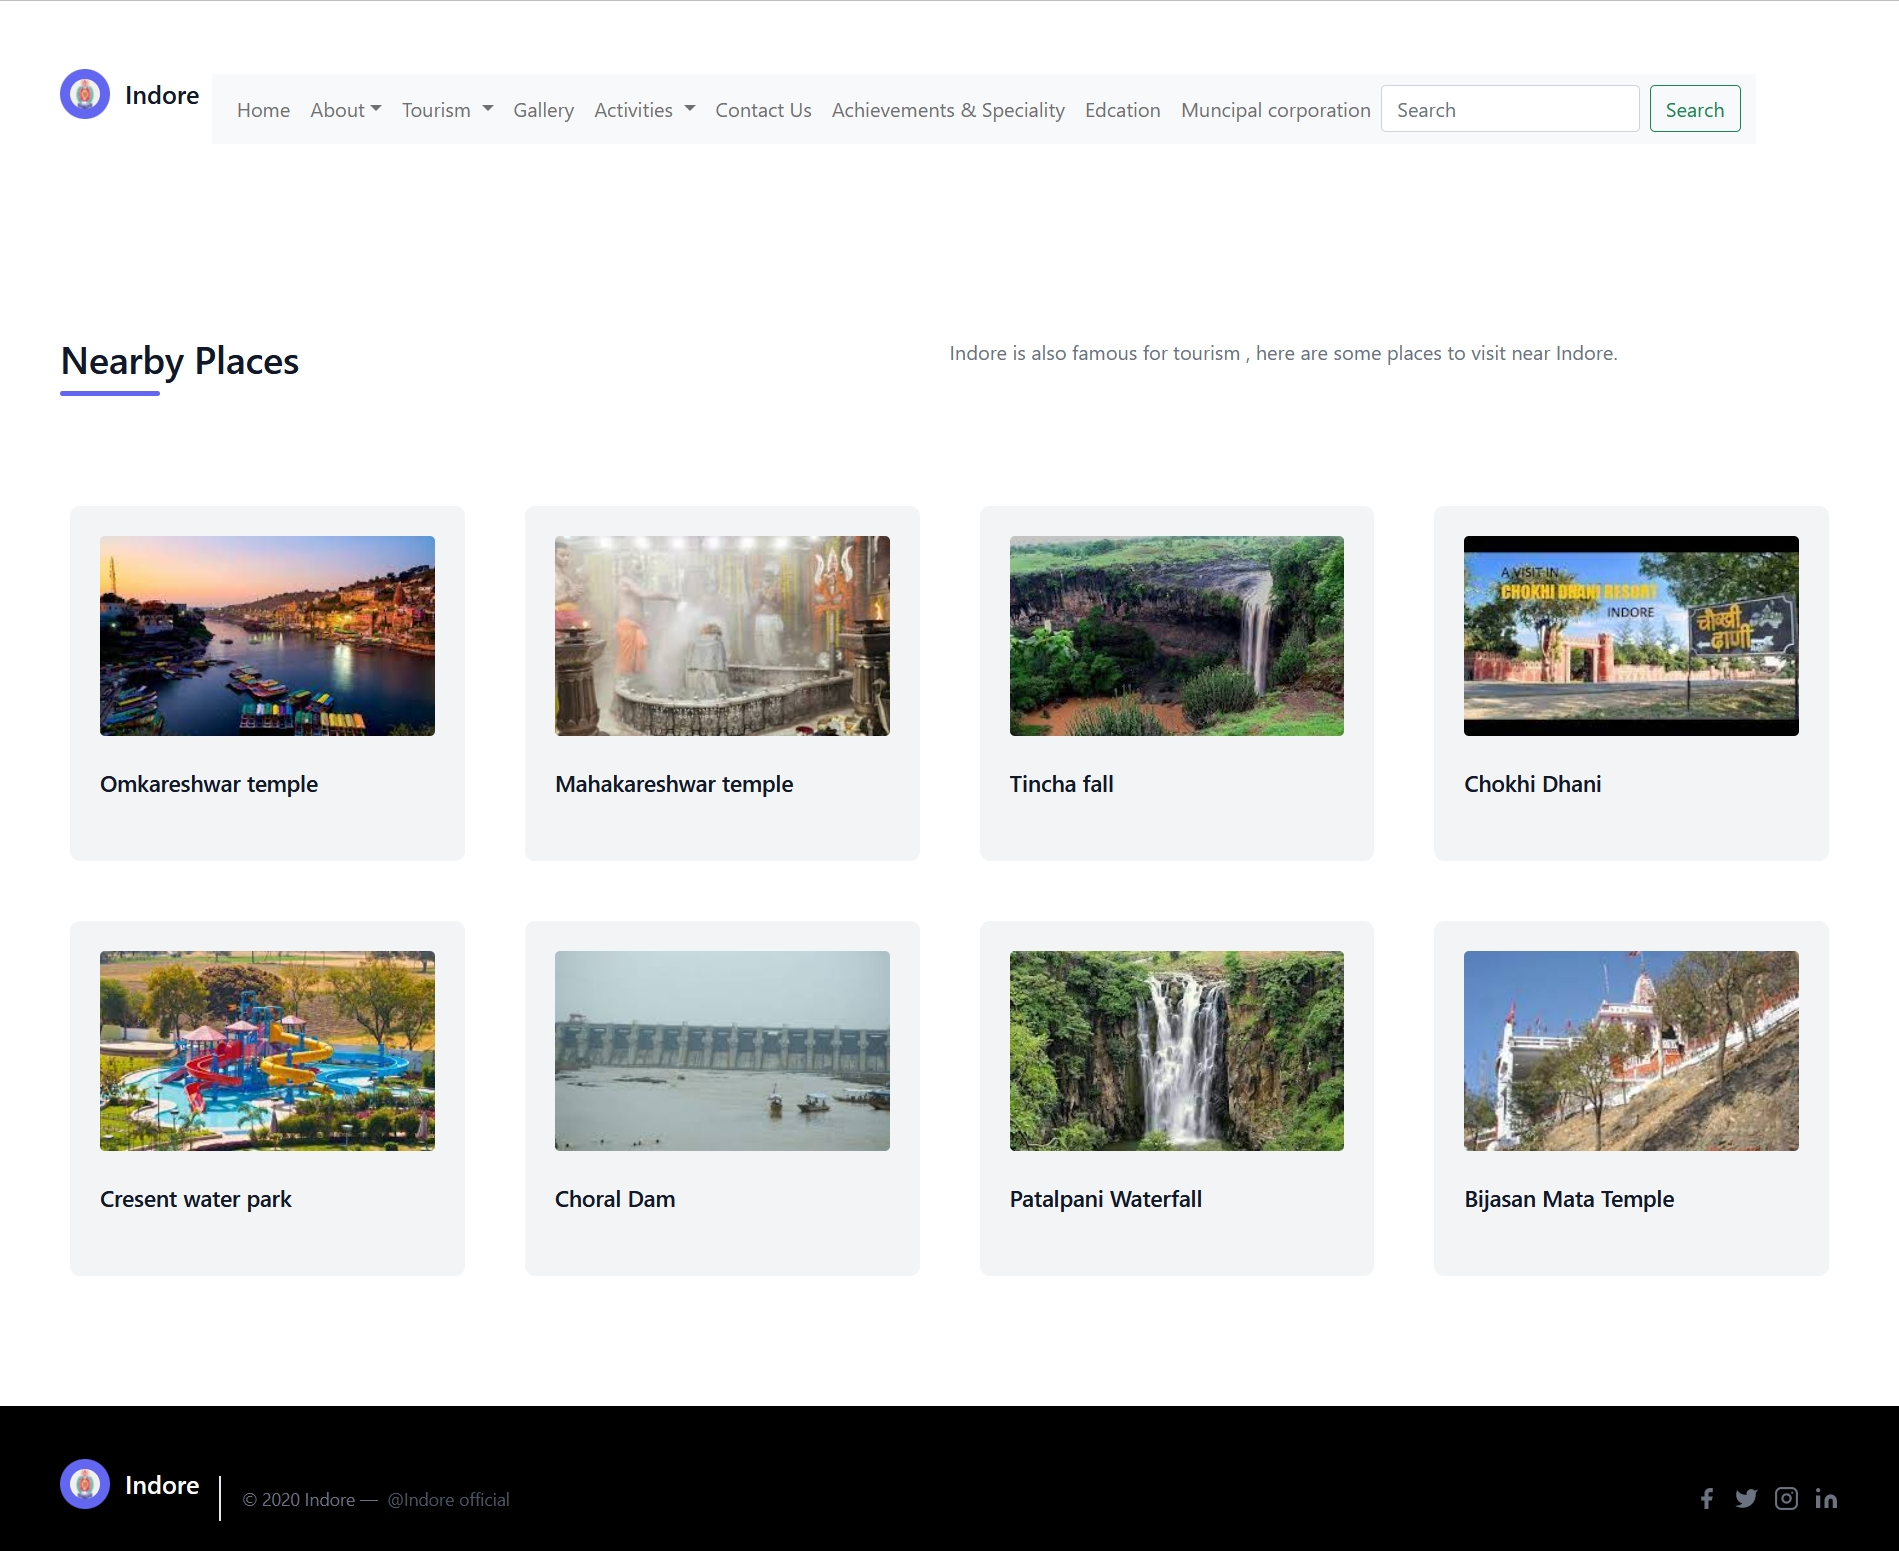 Indore
Home About Tourism Gallery Activities Contact Us Achievements & Speciality Edcation Muncipal corporation Search Search
Nearby Places
Indore is also famous for tourism , here are some places to visit near Indore.
A VISIT IN
CHOKHI DHANI RESORT
INDORE
चोखी
ढाणी
Omkareshwar temple
Mahakareshwar temple
Tincha fall
Chokhi Dhani
Cresent water park
Choral Dam
Patalpani Waterfall
Bijasan Mata Temple
Indore
© 2020 Indore — @Indore official